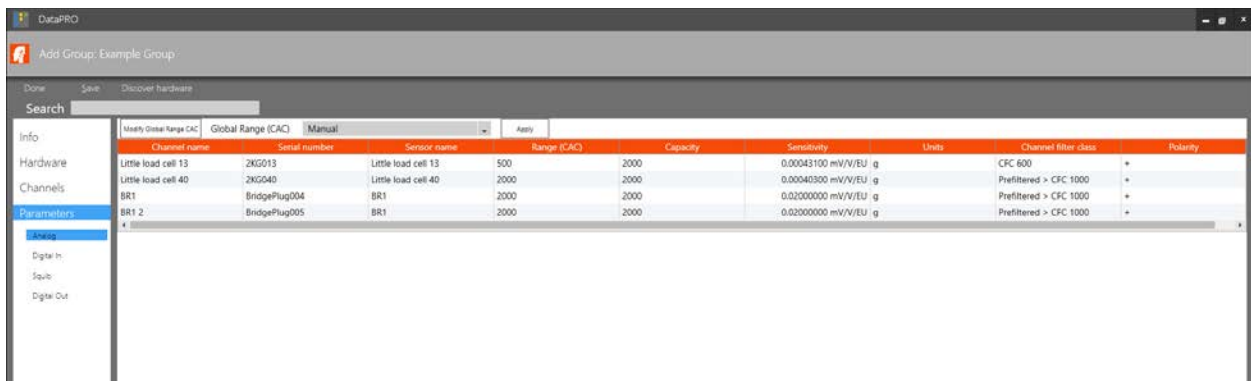 DataPRO
Add Group: Example Group
Done Save Discover hardware
Search
Info
Hardware
Channels
Parameters
Analog
Digital In
Squib
Digital Out
Modify Global Range CAC Global Range (CAC) Manual Apply
Channel name Serial number Sensor name Range (CAC) Capacity Sensitivity Units Channel filter class Polarity
Little load cell 13 2KG013 Little load cell 13 500 2000 0.00043100 mV/V/EU g CFC 600 +
Little load cell 40 2KG040 Little load cell 40 2000 2000 0.00040300 mV/V/EU g Prefiltered > CFC 1000 +
BR1 BridgePlug004 BR1 2000 2000 0.02000000 mV/V/EU g Prefiltered > CFC 1000 +
BR1 2 BridgePlug005 BR1 2000 2000 0.02000000 mV/V/EU g Prefiltered > CFC 1000 +